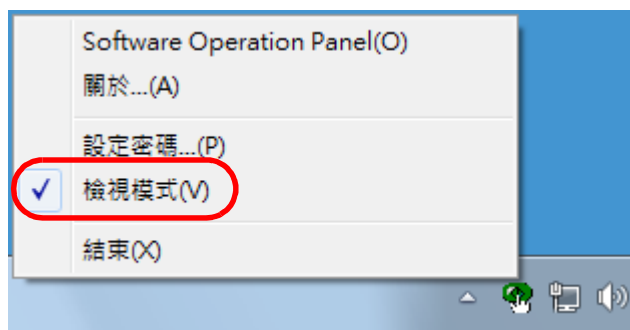 Software Operation Panel(O)
關於...(A)
設定密碼...(P)
檢視模式(V)
結束(X)